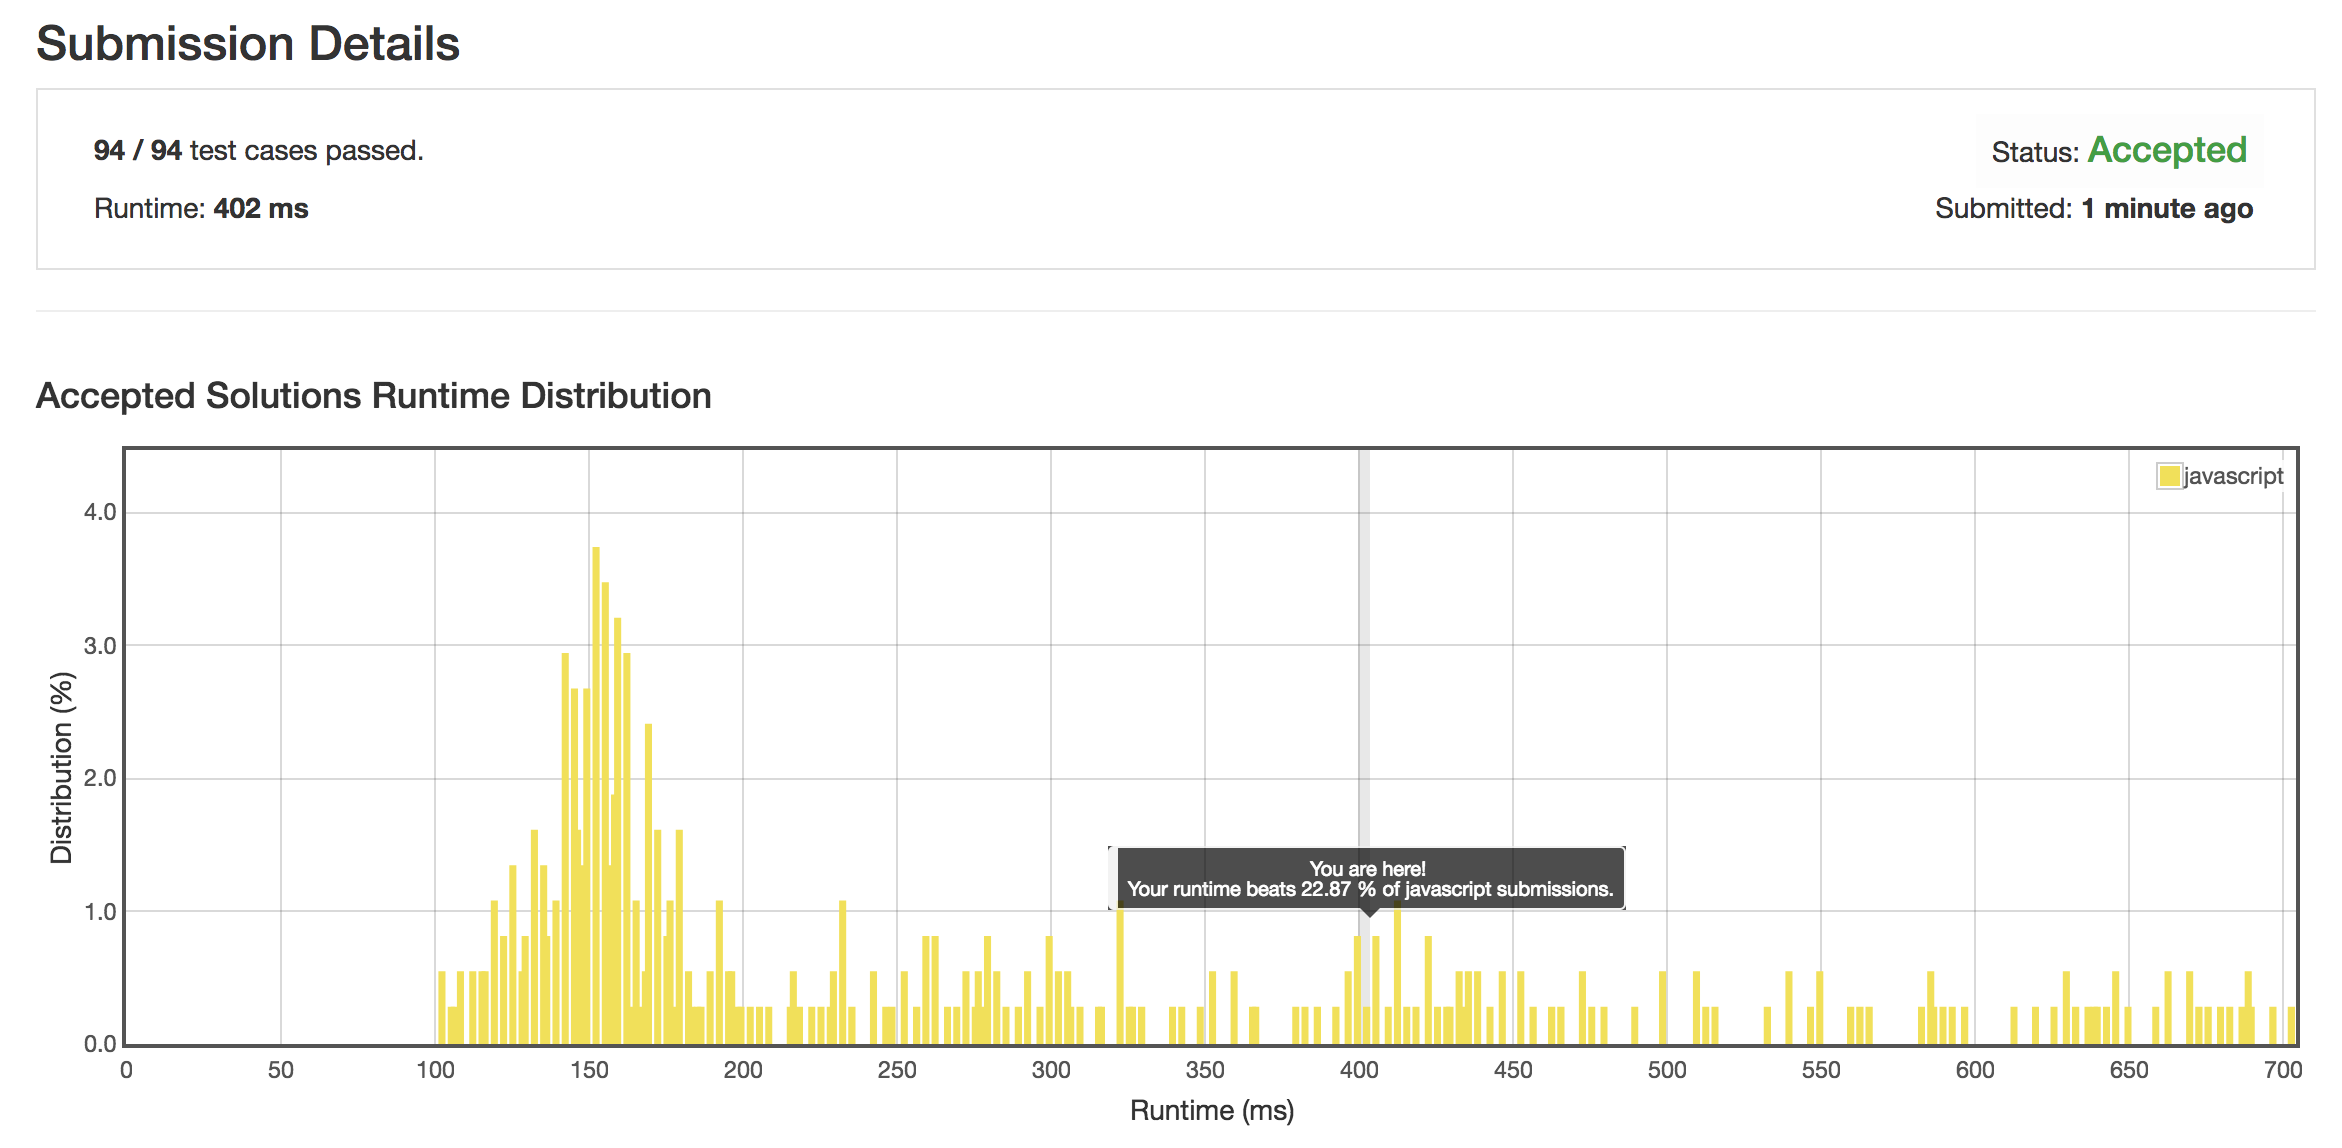 Submission Details
94 / 94 test cases passed.
Status: Accepted
Runtime: 402 ms
Submitted: 1 minute ago
Accepted Solutions Runtime Distribution
javascript
4.0
3.0
2.0
1.0
0.0
Distribution (%)
You are here!
Your runtime beats 22.87 % of javascript submissions.
0 50 100 150 200 250 300 350 400 450 500 550 600 650 700
Runtime (ms)